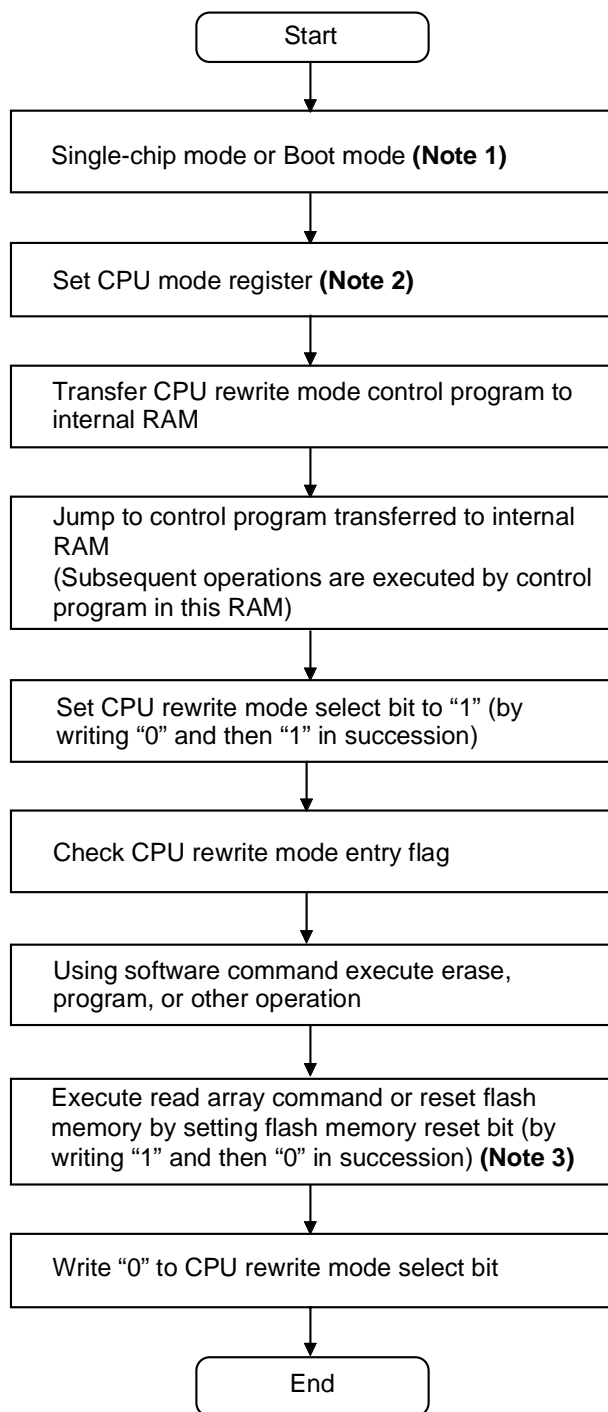 Start
Single-chip mode or Boot mode (Note 1)
Set CPU mode register (Note 2)
Transfer CPU rewrite mode control program to
internal RAM
Jump to control program transferred to internal
RAM
(Subsequent operations are executed by control
program in this RAM)
Set CPU rewrite mode select bit to “1” (by
writing “0” and then “1” in succession)
Check CPU rewrite mode entry flag
Using software command execute erase,
program, or other operation
Execute read array command or reset flash
memory by setting flash memory reset bit (by
writing “1” and then “0” in succession) (Note 3)
Write “0” to CPU rewrite mode select bit
End